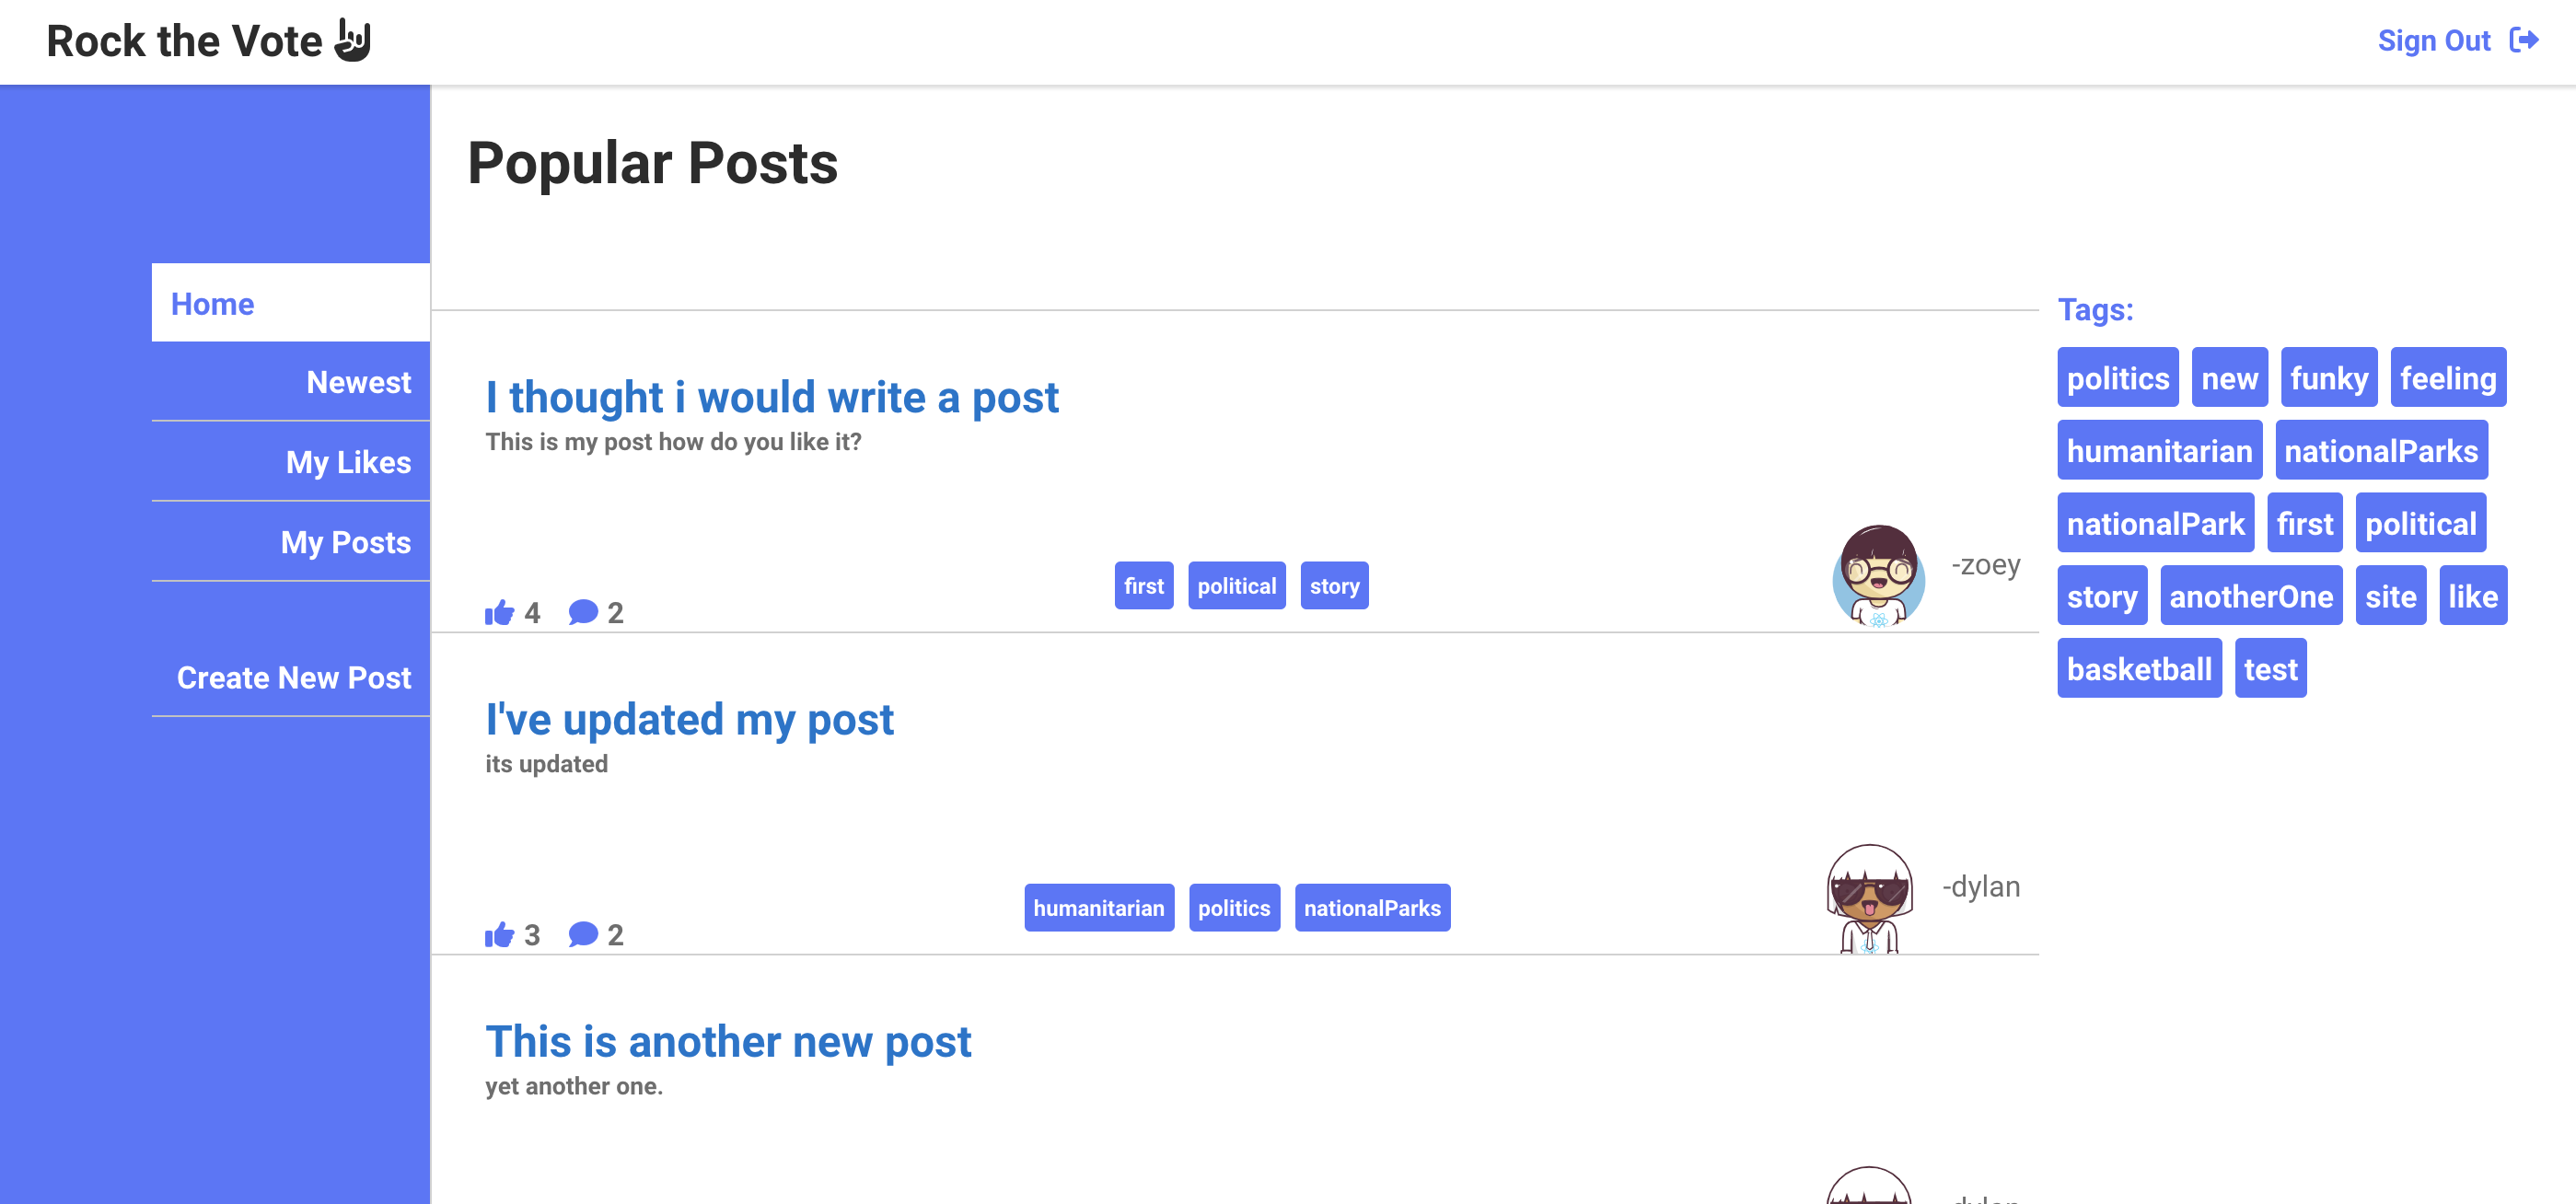 Rock the Vote
Sign Out
Home
Newest
My Likes
My Posts
Create New Post
Popular Posts
I thought i would write a post
This is my post how do you like it?
4 2
first political story
-zoey
I've updated my post
its updated
3 2
humanitarian politics nationalParks
-dylan
This is another new post
yet another one.
Tags:
politics new funky feeling
humanitarian nationalParks
nationalPark first political
story anotherOne site like
basketball test